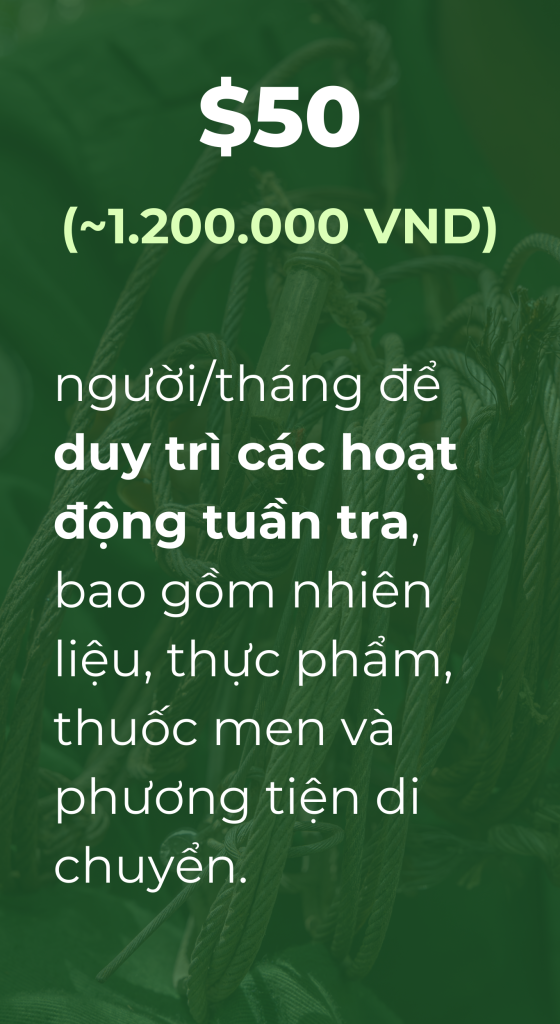 $50
(~1.200.000 VND)
người/tháng để
duy trì các hoạt
động tuần tra,
bao gồm nhiên
liệu, thực phẩm,
thuốc men và
phương tiện di
chuyển.